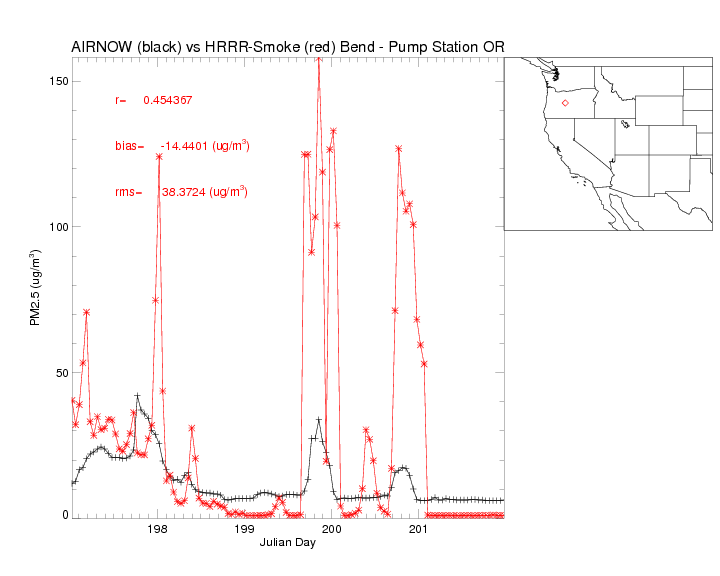 AIRNOW (black) vs HRRR-Smoke (red) Bend - Pump Station OR
150
r= 0.454367
bias= -14.4401 (ug/m³)
rms= 38.3724 (ug/m³)
100
PM2.5 (ug/m³)
50
0
198 199 200 201
Julian Day